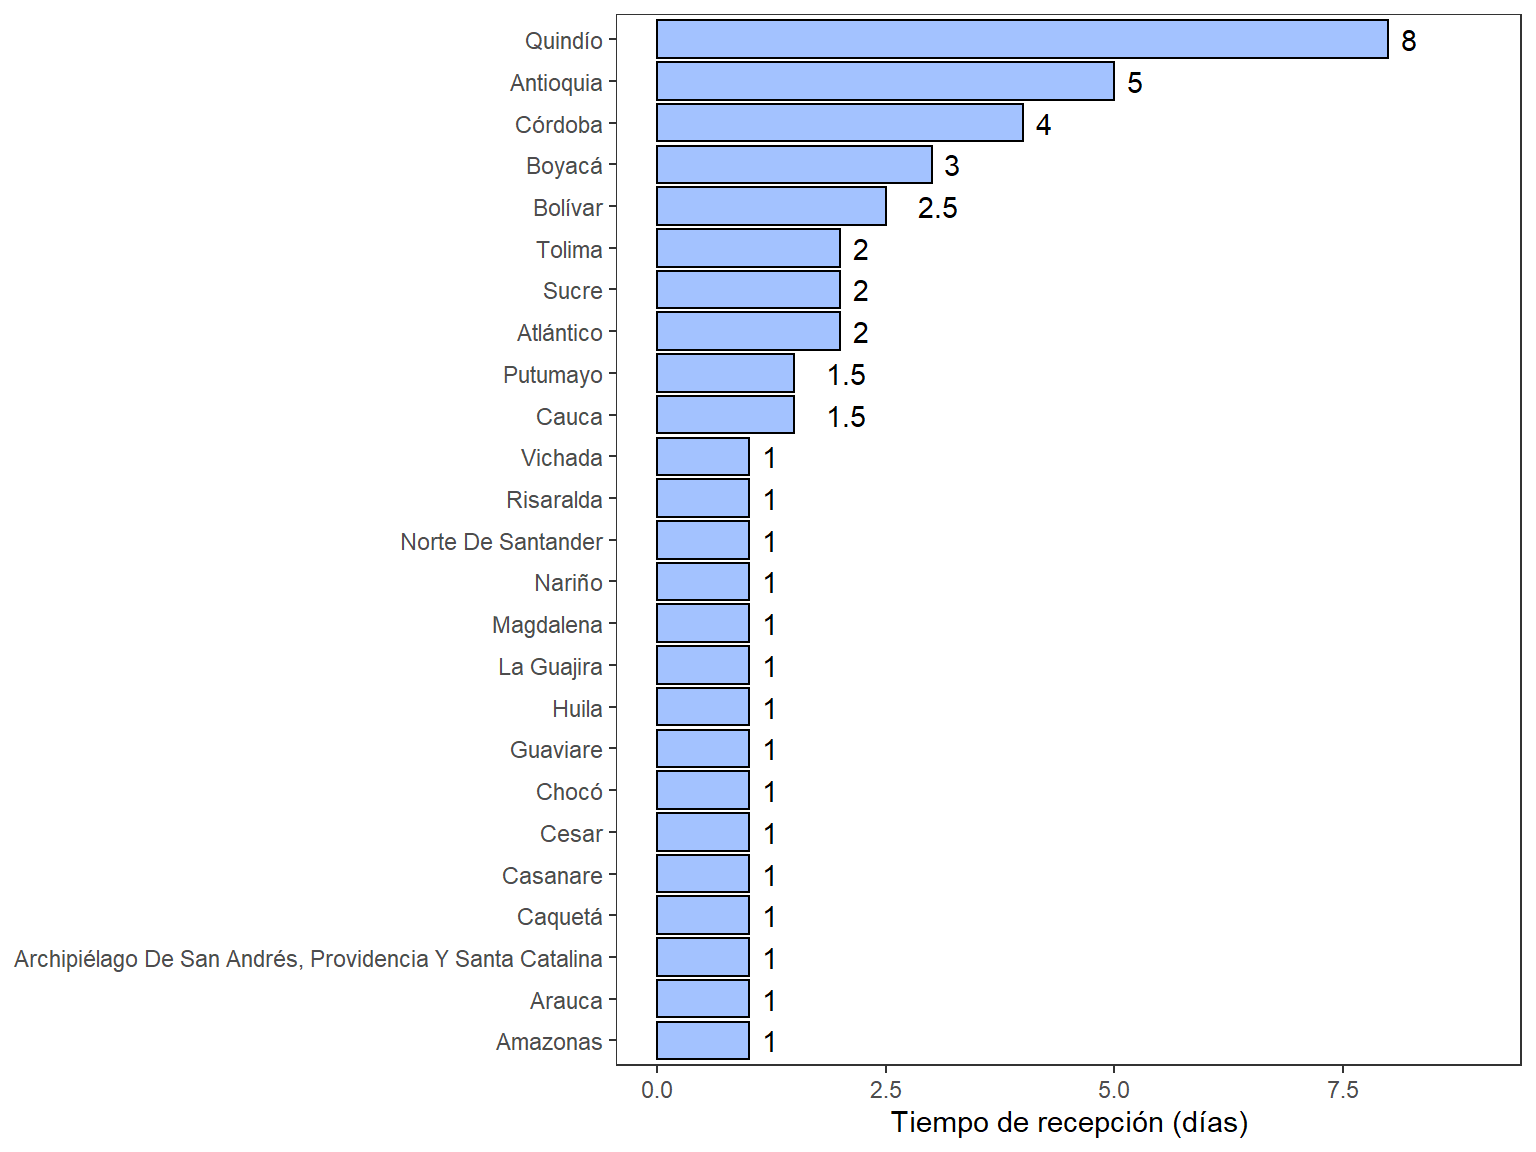 Quindío 8
Antioquia 5
Córdoba 4
Boyacá 3
Bolívar 2.5
Tolima 2
Sucre 2
Atlántico 2
Putumayo 1.5
Cauca 1.5
Vichada 1
Risaralda 1
Norte De Santander 1
Nariño 1
Magdalena 1
La Guajira 1
Huila 1
Guaviare 1
Chocó 1
Cesar 1
Casanare 1
Caquetá 1
Archipiélago De San Andrés, Providencia Y Santa Catalina 1
Arauca 1
Amazonas 1
0.0 2.5 5.0 7.5
Tiempo de recepción (días)